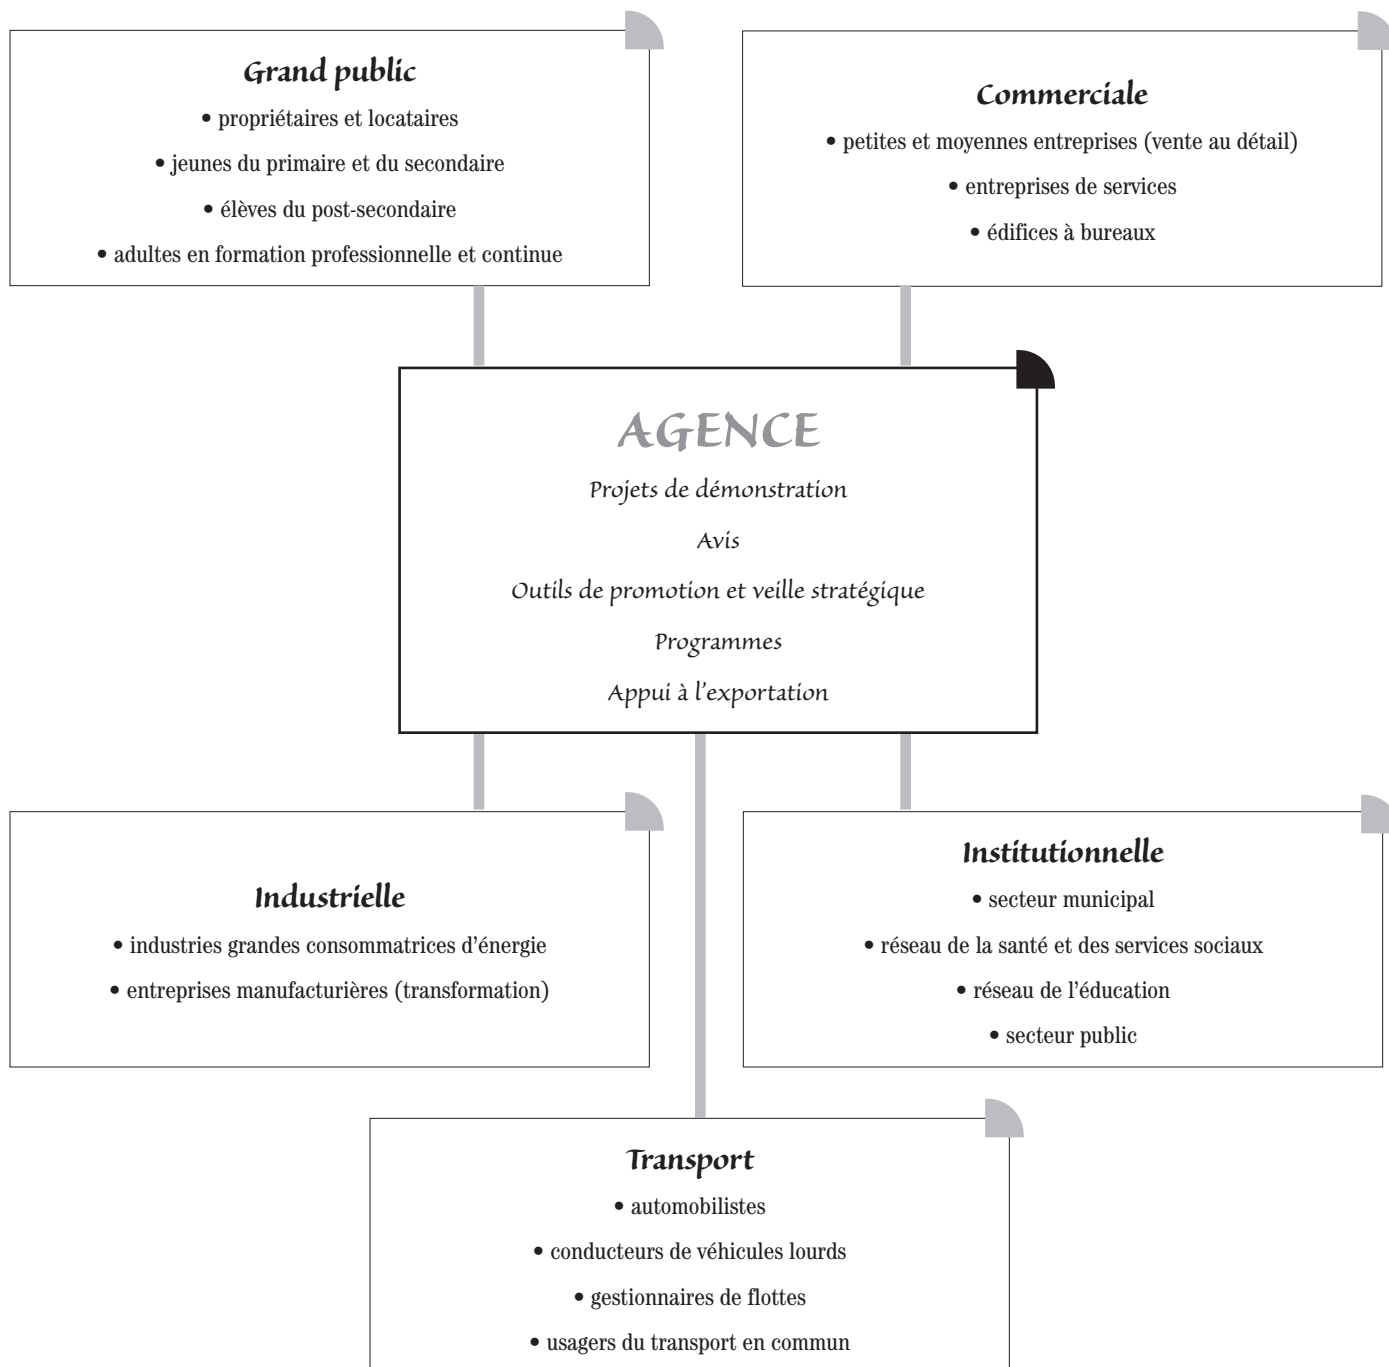 Grand public
• propriétaires et locataires
• jeunes du primaire et du secondaire
• élèves du post-secondaire
• adultes en formation professionnelle et continue
Commerciale
• petites et moyennes entreprises (vente au détail)
• entreprises de services
• édifices à bureaux
AGENCE
Projets de démonstration
Avis
Outils de promotion et veille stratégique
Programmes
Appui à l'exportation
Industrielle
• industries grandes consommatrices d'énergie
• entreprises manufacturières (transformation)
Institutionnelle
• secteur municipal
• réseau de la santé et des services sociaux
• réseau de l'éducation
• secteur public
Transport
• automobilistes
• conducteurs de véhicules lourds
• gestionnaires de flottes
• usagers du transport en commun